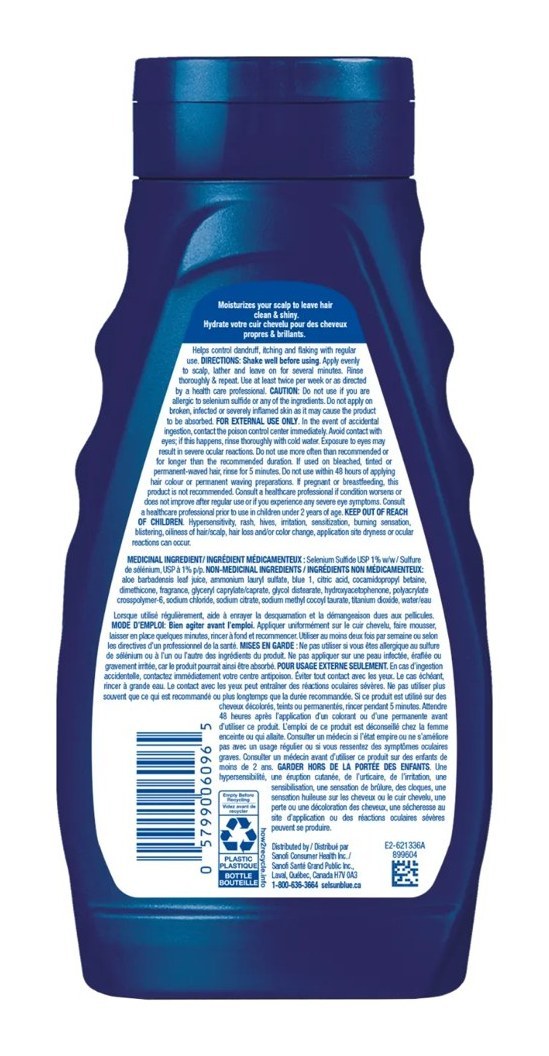 Moisturizes your scalp to leave hair
clean & shiny.
Hydrate votre cuir chevelu pour des cheveux
propres & brillants.
Helps control dandruff, itching and flaking with regular
use. DIRECTIONS: Shake well before using. Apply evenly
to scalp, lather and leave on for several minutes. Rinse
thoroughly & repeat. Use at least twice per week or as directed
by a health care professional. CAUTION: Do not use if you are
allergic to selenium sulfide or any of the ingredients. Do not apply on
broken, infected or severely inflamed skin as it may cause the product
to be absorbed. FOR EXTERNAL USE ONLY. In the event of accidental
ingestion, contact the poison control center immediately. Avoid contact with
eyes; if this happens, rinse thoroughly with cold water. Exposure to eyes may
result in severe ocular reactions. Do not use more often than recommended or
for longer than the recommended duration. If used on bleached, tinted or
permanent-waved hair, rinse for 5 minutes. Do not use within 48 hours of applying
hair colour or permanent waving preparations. If pregnant or breastfeeding, this
product is not recommended. Consult a healthcare professional if condition worsens or
does not improve after regular use or if you experience any severe eye symptoms. Consult
a healthcare professional prior to use in children under 2 years of age. KEEP OUT OF REACH
OF CHILDREN. Hypersensitivity, rash, hives, irritation, sensitization, burning sensation,
blistering, oiliness of hair/scalp, hair loss and/or color change, application site dryness or ocular
reactions can occur.
MEDICINAL INGREDIENT/ INGRÉDIENT MÉDICAMENTEUX : Selenium Sulfide USP 1% w/w / Sulfure
de sélénium, USP à 1% p/p. NON-MEDICINAL INGREDIENTS / INGRÉDIENTS NON MÉDICAMENTEUX:
aloe barbadensis leaf juice, ammonium lauryl sulfate, blue 1, citric acid, cocamidopropyl betaine,
dimethicone, fragrance, glyceryl caprylate/caprate, glycol distearate, hydroxyacetophenone, polyacrylate
crosspolymer-6, sodium chloride, sodium citrate, sodium methyl cocoyl taurate, titanium dioxide, water/eau
Lorsque utilisé régulièrement, aide à enrayer la desquamation et la démangeaison dues aux pellicules.
MODE D'EMPLOI: Bien agiter avant l'emploi. Appliquer uniformément sur le cuir chevelu, faire mousser,
laisser en place quelques minutes, rincer à fond et recommencer. Utiliser au moins deux fois par semaine ou selon
les directives d'un professionnel de la santé. MISES EN GARDE : Ne pas utiliser si vous êtes allergique au sulfure
de sélénium ou à l'un ou l'autre des ingrédients du produit. Ne pas appliquer sur une peau infectée, éraflée ou
gravement irritée, car le produit pourrait ainsi être absorbé. POUR USAGE EXTERNE SEULEMENT. En cas d'ingestion
accidentelle, contactez immédiatement votre centre antipoison. Éviter tout contact avec les yeux. Le cas échéant,
rincer à grande eau. Le contact avec les yeux peut entraîner des réactions oculaires sévères. Ne pas utiliser plus
souvent que ce qui est recommandé ou plus longtemps que la durée recommandée. Si ce produit est utilisé sur des
cheveux décolorés, teints ou permanentés, rincer pendant 5 minutes. Attendre
48 heures après l'application d'un colorant ou d'une permanente avant
d'utiliser ce produit. L'emploi de ce produit est déconseillé chez la femme
enceinte ou qui allaite. Consulter un médecin si l'état empire ou ne s'améliore
pas avec un usage régulier ou si vous ressentez des symptômes oculaires
graves. Consulter un médecin avant d'utiliser ce produit sur des enfants de
moins de 2 ans. GARDER HORS DE LA PORTÉE DES ENFANTS. Une
hypersensibilité, une éruption cutanée, de l'urticaire, de l'irritation, une
sensibilisation, une sensation de brûlure, des cloques, une
sensation huileuse sur les cheveux ou le cuir chevelu, une
perte ou une décoloration des cheveux, une sécheresse au
site d'application ou des réactions oculaires sévères
peuvent se produire.
0 57990 06096 5
Empty Before
Recycling
Videz avant de
recycler
PLASTIC
PLASTIQUE
BOTTLE
BOUTEILLE
how2recycle.info
Distributed by / Distribué par
Sanofi Consumer Health Inc. /
Sanofi Santé Grand Public Inc.,
Laval, Québec, Canada H7V 0A3
1-800-636-3664 selsunblue.ca
E2-621336A
899604